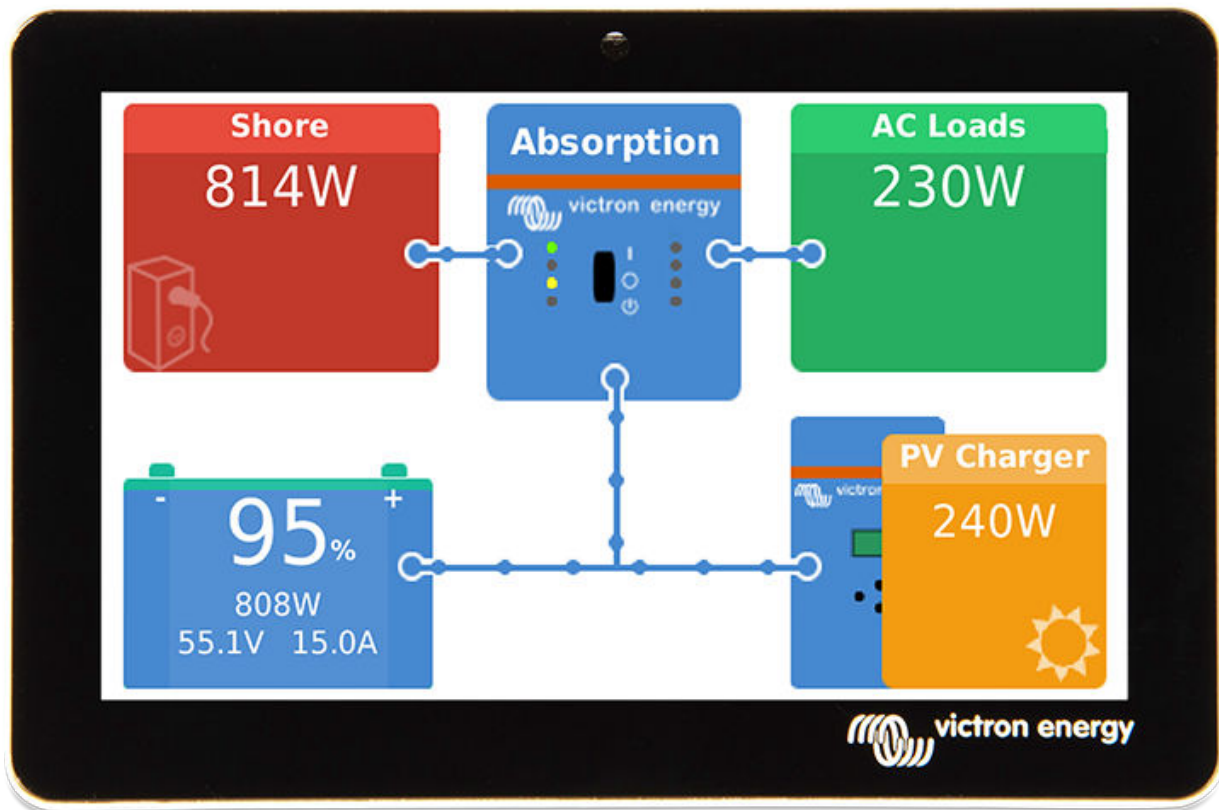 Shore
814W
Absorption
victron energy
AC Loads
230W
- +
95%
808W
55.1V 15.0A
victron
PV Charger
240W
victron energy